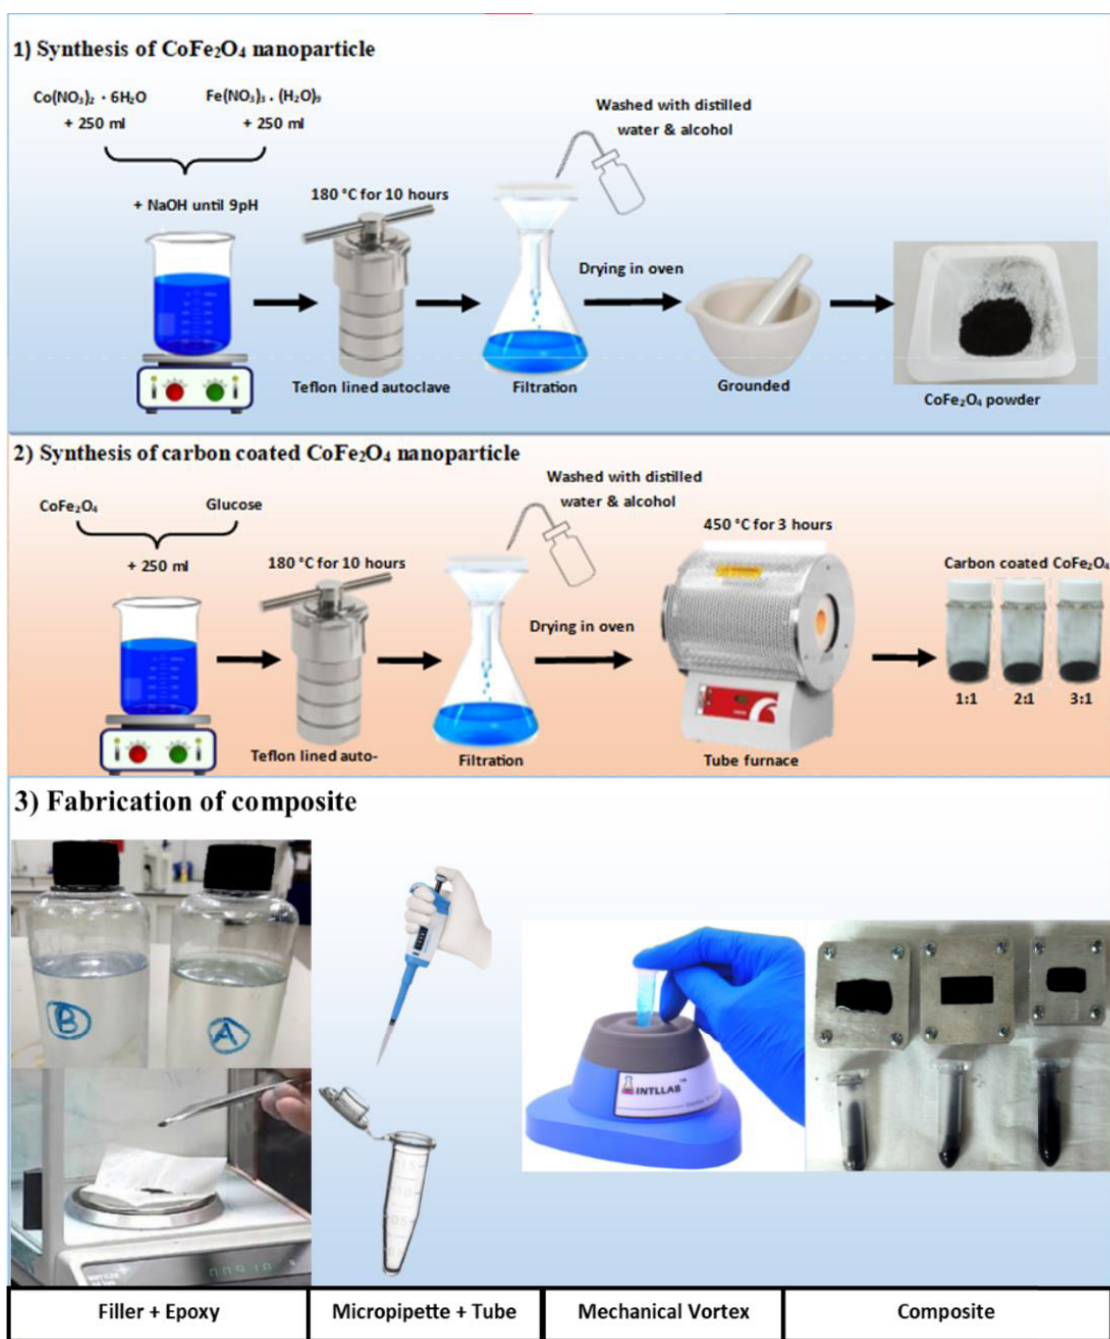 1) Synthesis of CoFe₂O₄ nanoparticle
Co(NO₃)₂ · 6H₂O
+ 250 ml
Fe(NO₃)₃ . (H₂O)₉
+ 250 ml
+ NaOH until 9pH
180 °C for 10 hours
Teflon lined autoclave
Washed with distilled
water & alcohol
Filtration
Drying in oven
Grounded
CoFe₂O₄ powder
2) Synthesis of carbon coated CoFe₂O₄ nanoparticle
CoFe₂O₄
Glucose
+ 250 ml
180 °C for 10 hours
Teflon lined auto-
Washed with distilled
water & alcohol
Filtration
Drying in oven
450 °C for 3 hours
Tube furnace
Carbon coated CoFe₂O₄
1:1
2:1
3:1
3) Fabrication of composite
B
A
INTLLAB™
Filler + Epoxy
Micropipette + Tube
Mechanical Vortex
Composite